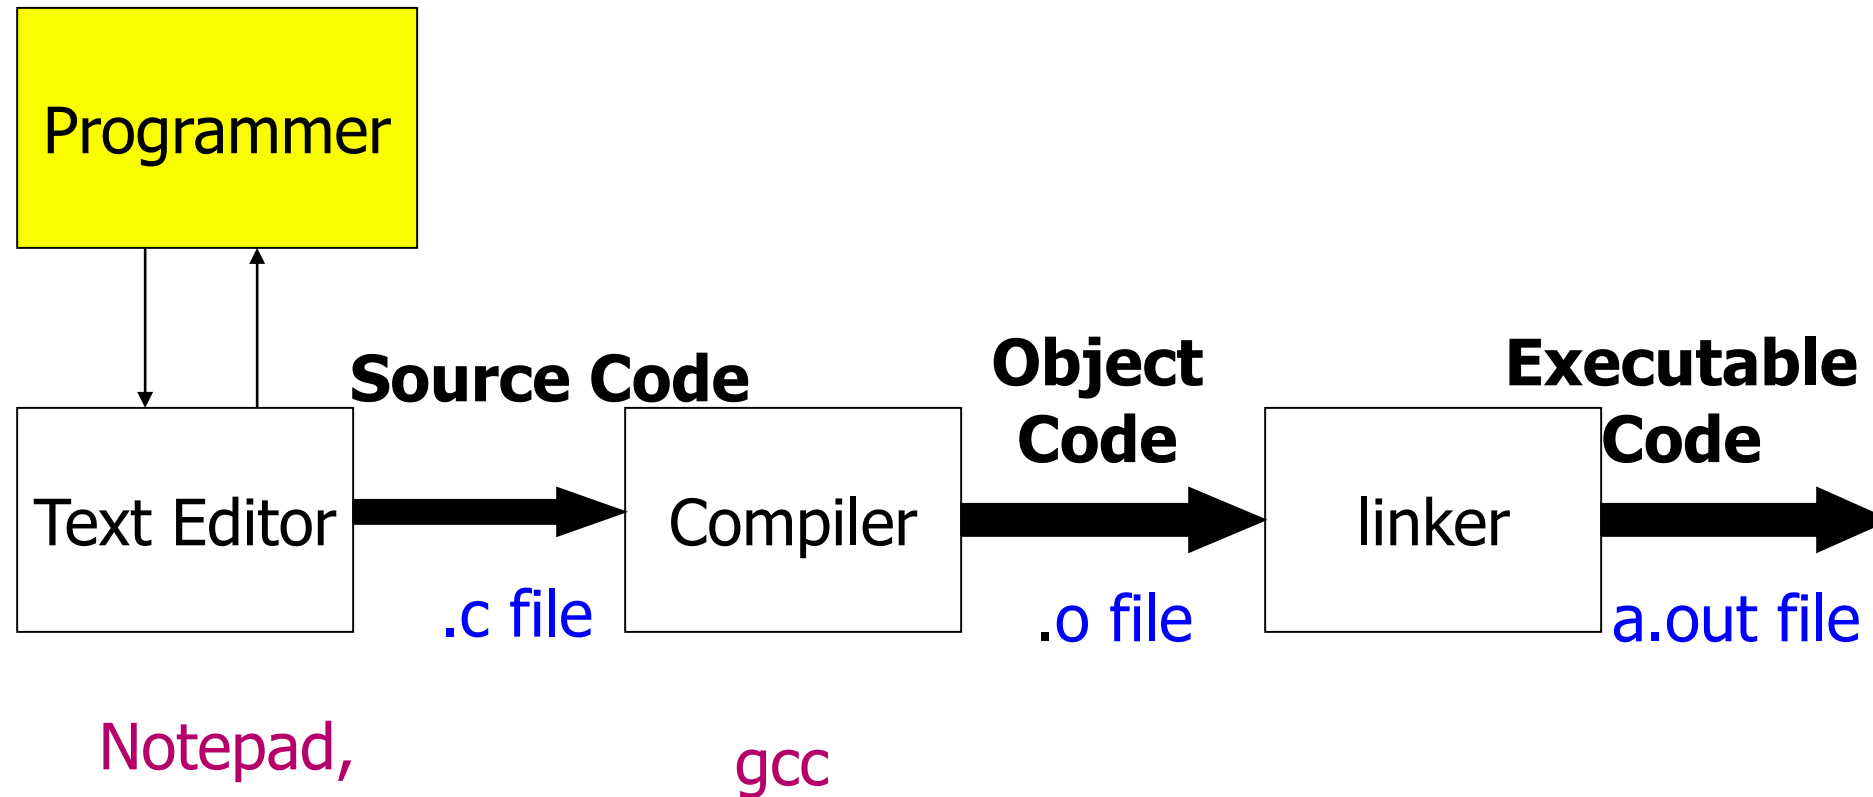 Programmer
Source Code
Object
Code
Executable
Code
Text Editor
Compiler
linker
.c file
.o file
a.out file
Notepad,
gcc